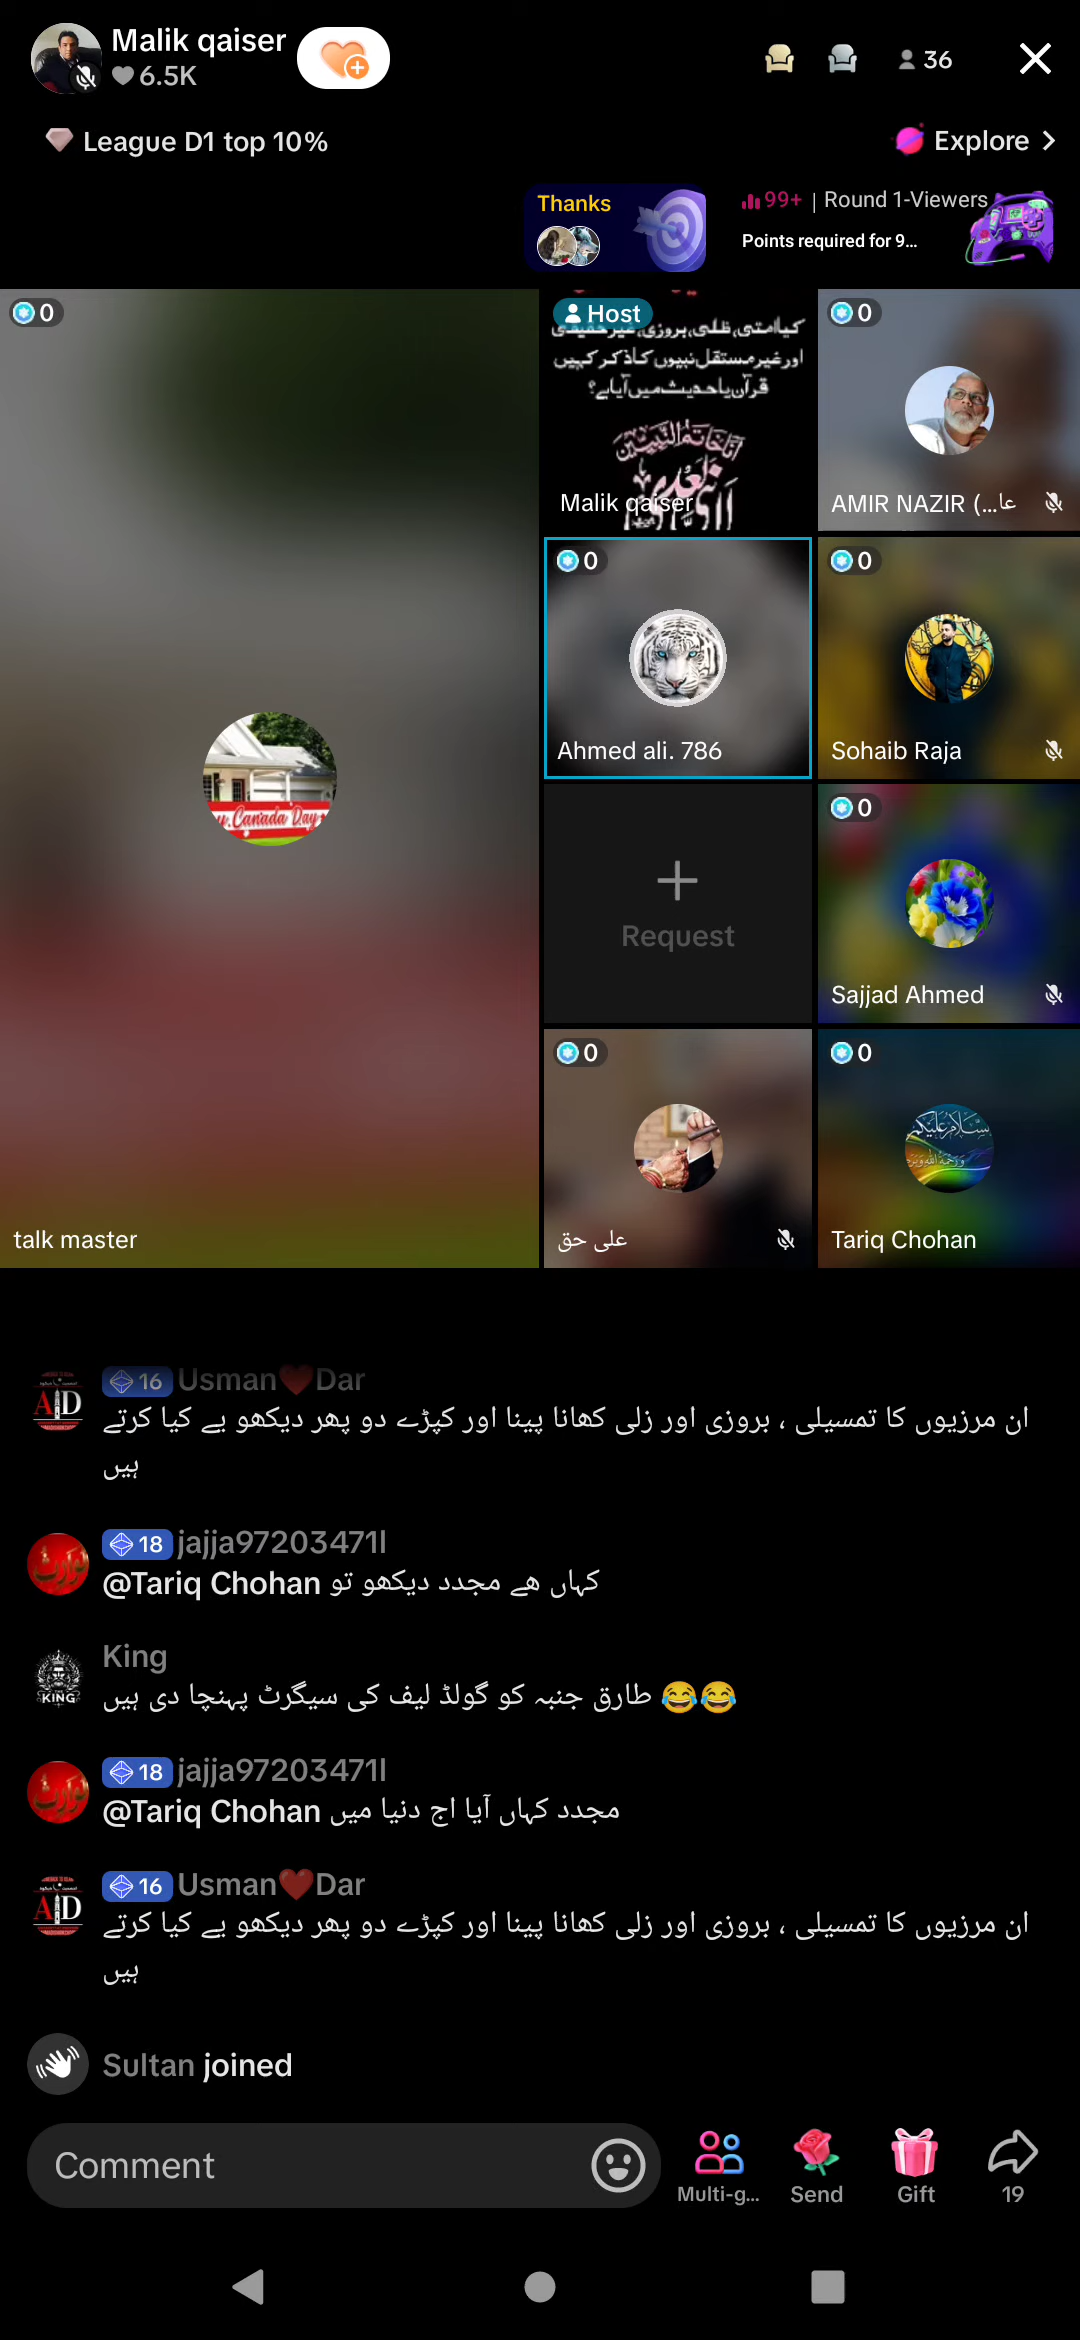 Malik qaiser
6.5K
36
League D1 top 10%
Explore
Thanks
99+ | Round 1-Viewers
Points required for 9...
0
Host
کیا امتی، ظلی، بروزی، غیر حقیقی
اور غیر مستقل نبیوں کا ذکر کہیں
قرآن یا حدیث میں آیا ہے؟
Malik qaiser
0
AMIR NAZIR (...عا
0
Ahmed ali. 786
0
Sohaib Raja
Canada Day
Request
0
Sajjad Ahmed
talk master
0
علی حق
0
Tariq Chohan
16 Usman❤️Dar
ان مرزیوں کا تمسیلی ، بروزی اور زلی کھانا پینا اور کپڑے دو پھر دیکھو یے کیا کرتے
ہیں
18 jajja97203471l
@Tariq Chohan کہاں ھے مجدد دیکھو تو
King
طارق جنبہ کو گولڈ لیف کی سیگرٹ پہنچا دی ہیں 😂😂
18 jajja97203471l
@Tariq Chohan مجدد کہاں آیا اج دنیا میں
16 Usman❤️Dar
ان مرزیوں کا تمسیلی ، بروزی اور زلی کھانا پینا اور کپڑے دو پھر دیکھو یے کیا کرتے
ہیں
Sultan joined
Comment
Multi-g...
Send
Gift
19